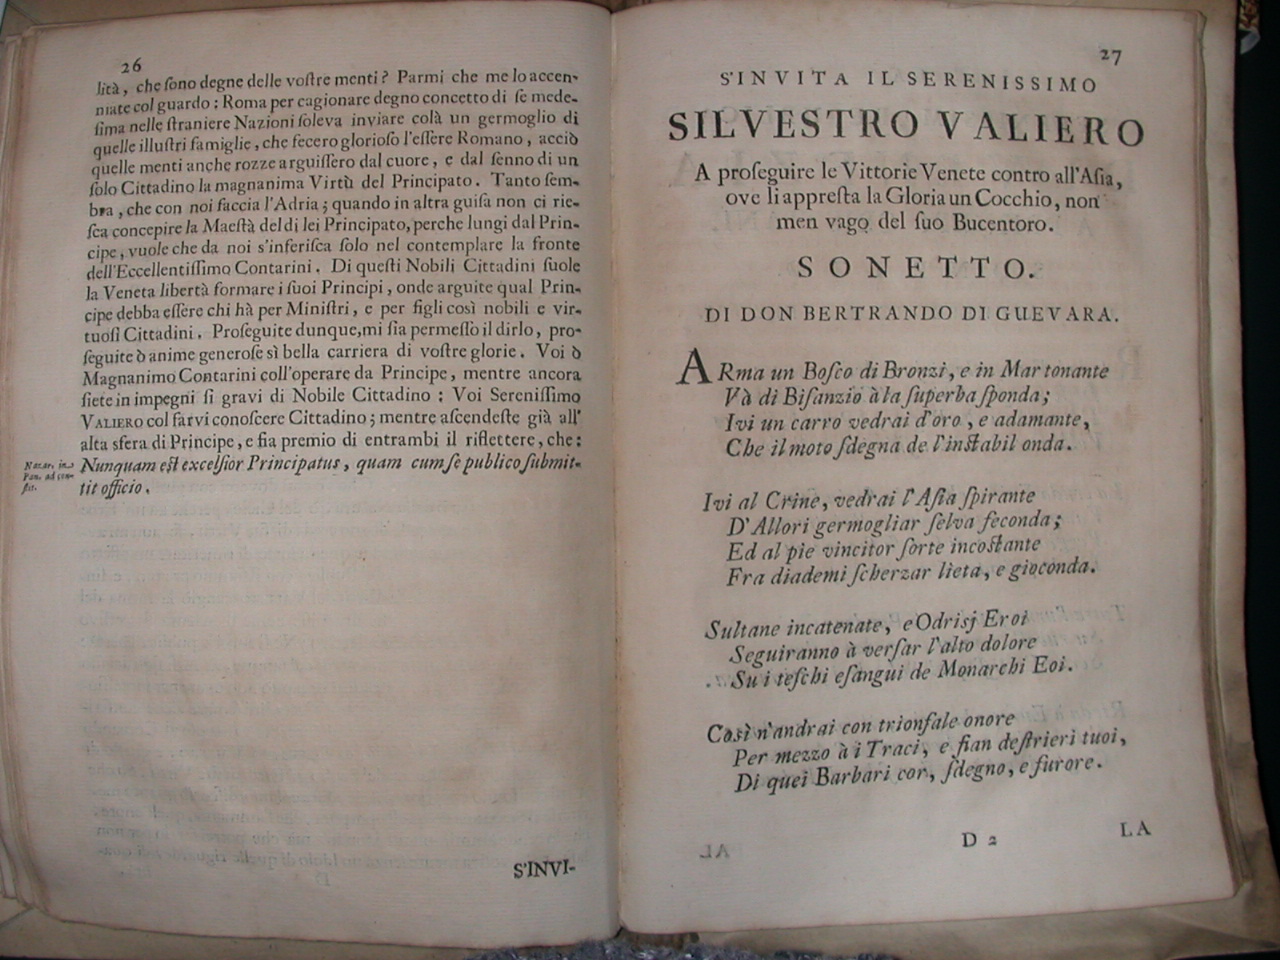 26
lità, che ſono degne delle voſtre menti? Parmi che me lo accen-
niate col guardo: Roma per cagionare degno concetto di ſe mede-
ſima nelle ſtraniere Nazioni ſoleva inviare colà un germoglio di
quelle illuſtri famiglie, che fecero glorioſo l'eſſere Romano, acciò
quelle menti anche rozze arguiſſero dal cuore, e dal ſenno di un
ſolo Cittadino la magnanima Virtù del Principato. Tanto ſem-
bra, che con noi faccia l'Adria; quando in altra guiſa non ci rie-
ſca concepire la Maeſtà del di lei Principato, perche lungi dal Prin-
cipe, vuole che da noi s'inferiſca ſolo nel contemplare la fronte
dell'Eccellentiſſimo Contarini. Di queſti Nobili Cittadini ſuole
la Veneta libertà formare i ſuoi Principi, onde arguite qual Prin-
cipe debba eſſere chi hà per Miniſtri, e per figli così nobili e vir-
tuoſi Cittadini. Proſeguite dunque, mi ſia permeſſo il dirlo, pro-
ſeguite ò anime generoſe sì bella carriera di voſtre glorie. Voi ò
Magnanimo Contarini coll'operare da Principe, mentre ancora
ſiete in impegni ſi gravi di Nobile Cittadino: Voi Sereniſſimo
VALIERO col farvi conoſcere Cittadino; mentre aſcendeſte già all'
alta sfera di Principe, e ſia premio di entrambi il riflettere, che:
Nunquam eſt excelſior Principatus, quam cum ſe publico ſubmit-
tit officio.
S'INVI-
27
S'INVITA IL SERENISSIMO
SILVESTRO VALIERO
A proſeguire le Vittorie Venete contro all'Aſia,
ove li appreſta la Gloria un Cocchio, non
men vago del ſuo Bucentoro.
SONETTO.
DI DON BERTRANDO DI GUEVARA.
ARma un Boſco di Bronzi, e in Mar tonante
Và di Biſanzio à la ſuperba ſponda;
Ivi un carro vedrai d'oro, e adamante,
Che il moto ſdegna de l'inſtabil onda.
Ivi al Crine, vedrai l'Aſia ſpirante
D'Allori germogliar ſelva feconda;
Ed al pie vincitor ſorte incoſtante
Fra diademi ſcherzar lieta, e gioconda.
Sultane incatenate, e Odrisj Eroi
Seguiranno à verſar l'alto dolore
Su i teſchi eſangui de Monarchi Eoi.
Così n'andrai con trionfale onore
Per mezzo à i Traci, e ſian deſtrieri tuoi,
Di quei Barbari cor, ſdegno, e furore.
D 2
LA